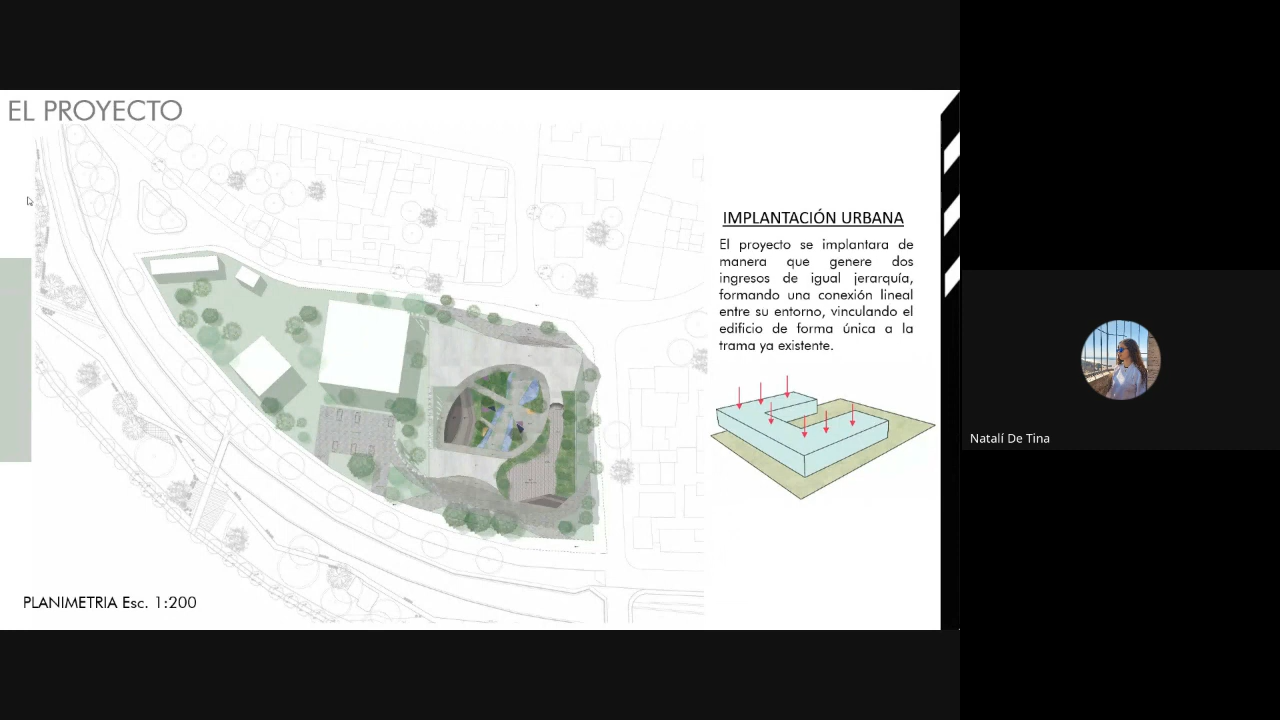 EL PROYECTO
IMPLANTACIÓN URBANA
El proyecto se implantara de
manera que genere dos
ingresos de igual jerarquía,
formando una conexión lineal
entre su entorno, vinculando el
edificio de forma única a la
trama ya existente.
Natalí De Tina
PLANIMETRIA Esc. 1:200